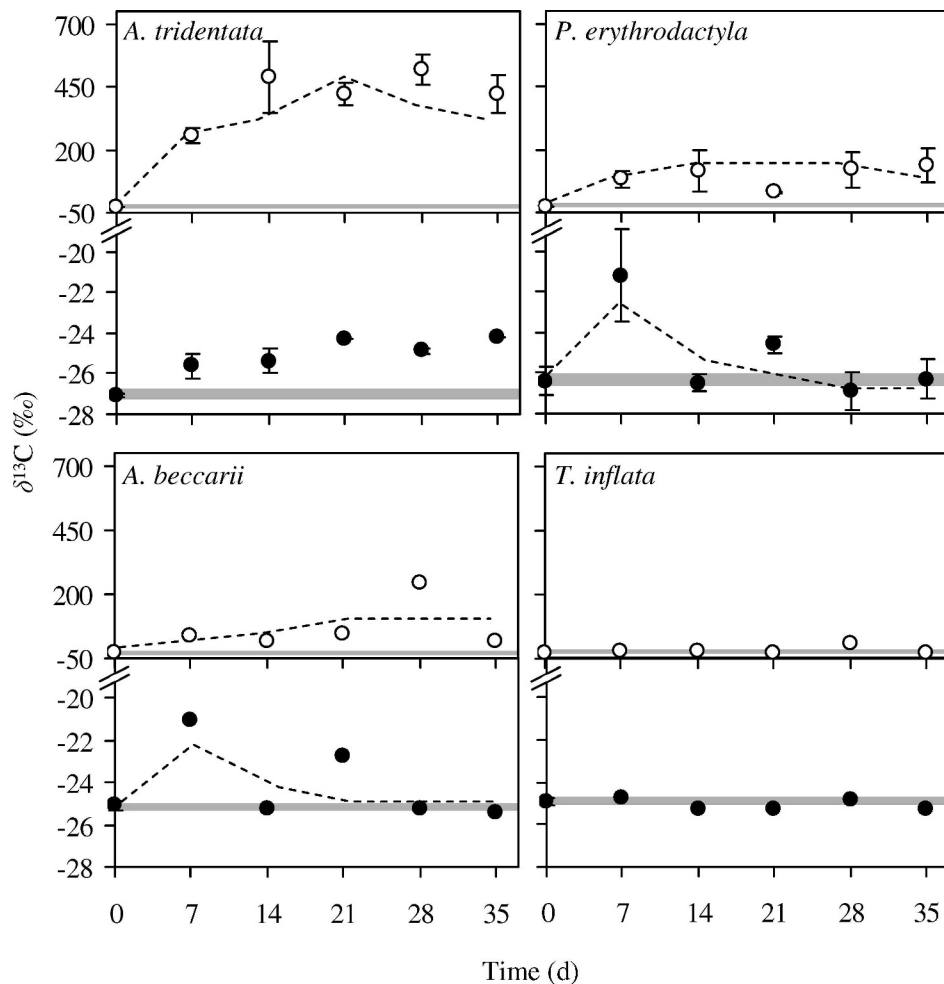 A. tridentata
P. erythrodactyla
700
450
200
-50
-20
-22
-24
-26
-28
δ¹³C (‰)
A. beccarii
T. inflata
700
450
200
-50
-20
-22
-24
-26
-28
0 7 14 21 28 35
0 7 14 21 28 35
Time (d)